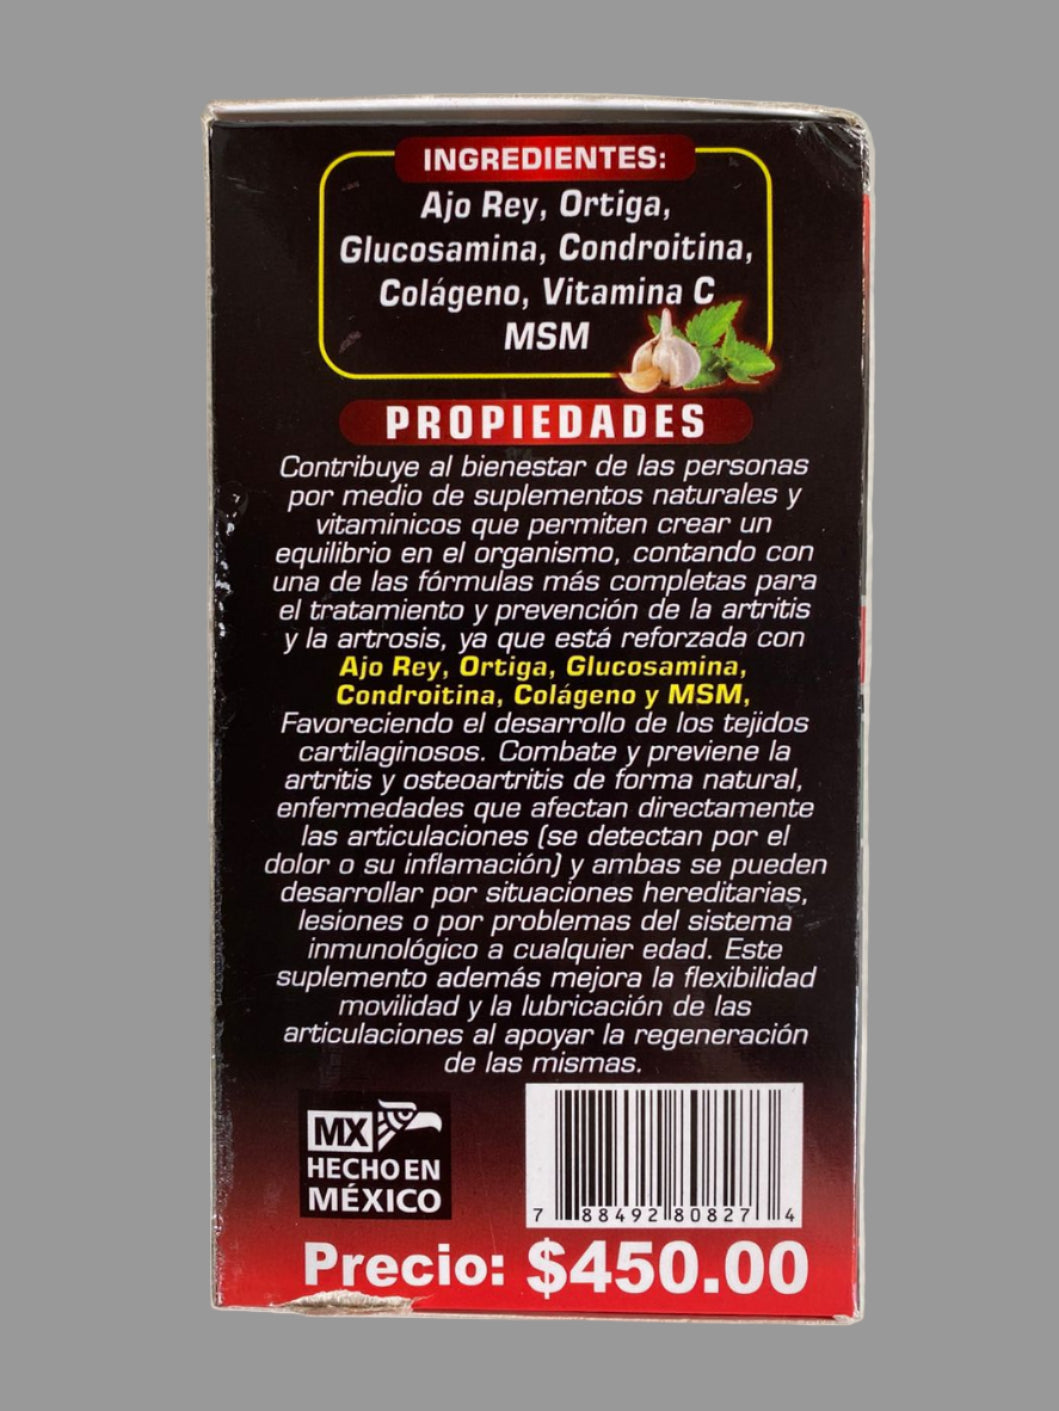 INGREDIENTES:
Ajo Rey, Ortiga,
Glucosamina, Condroitina,
Colágeno, Vitamina C
MSM
PROPIEDADES
Contribuye al bienestar de las personas
por medio de suplementos naturales y
vitaminicos que permiten crear un
equilibrio en el organismo, contando con
una de las fórmulas más completas para
el tratamiento y prevención de la artritis
y la artrosis, ya que está reforzada con
Ajo Rey, Ortiga, Glucosamina,
Condroitina, Colágeno y MSM,
Favoreciendo el desarrollo de los tejidos
cartilaginosos. Combate y previene la
artritis y osteoartritis de forma natural,
enfermedades que afectan directamente
las articulaciones (se detectan por el
dolor o su inflamación) y ambas se pueden
desarrollar por situaciones hereditarias,
lesiones o por problemas del sistema
inmunológico a cualquier edad. Este
suplemento además mejora la flexibilidad
movilidad y la lubricación de las
articulaciones al apoyar la regeneración
de las mismas.
MX
HECHO EN
MÉXICO
7 88492 80827 4
Precio: $450.00